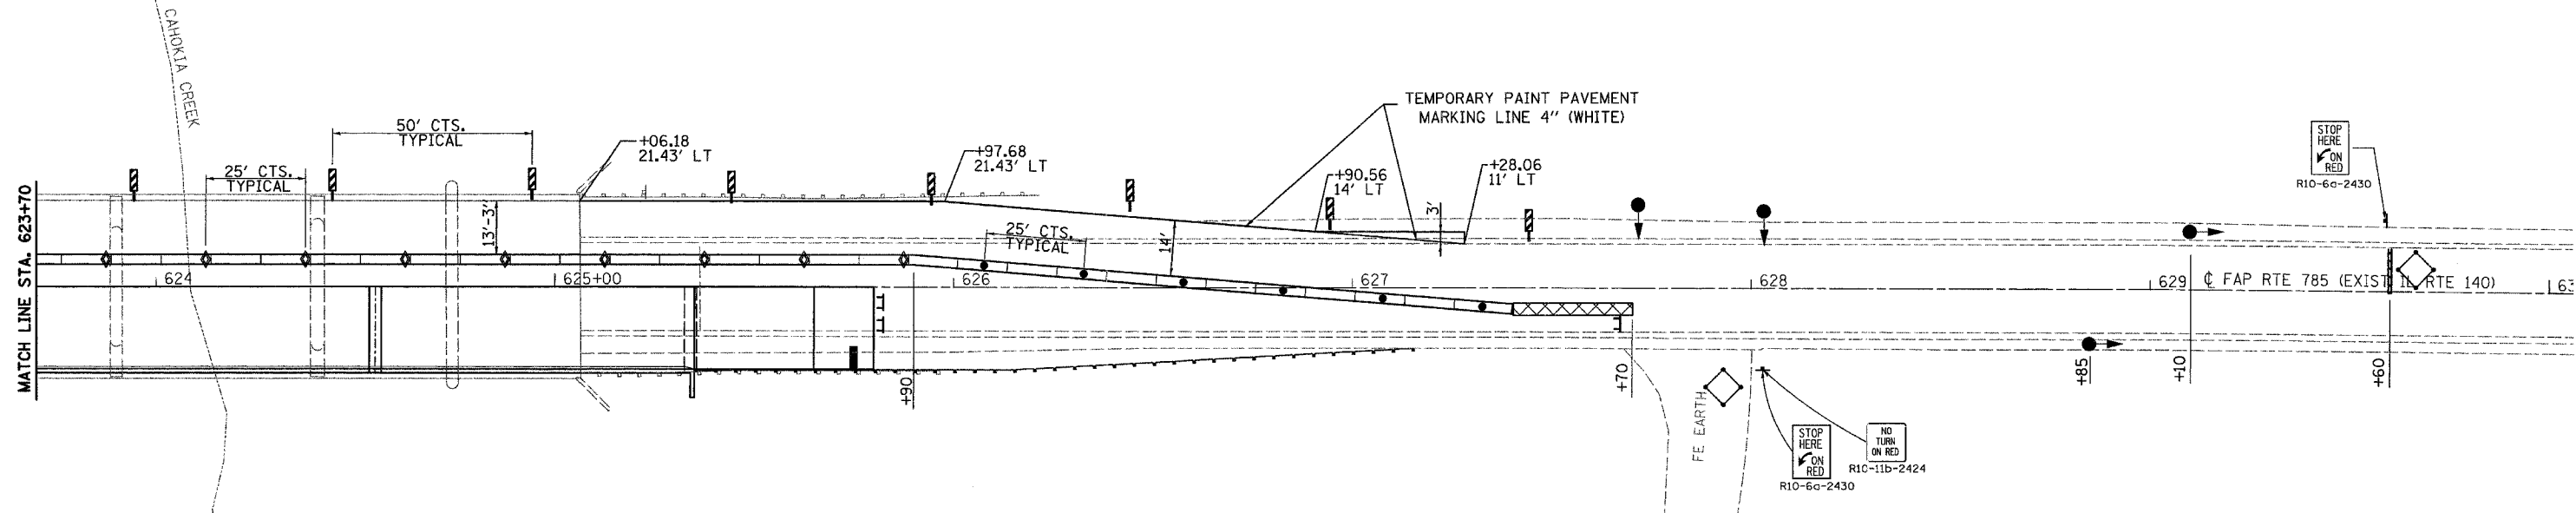 CAHOKIA CREEK
MATCH LINE STA. 623+70
25' CTS.
TYPICAL
50' CTS.
TYPICAL
13'-3"
+06.18
21.43' LT
+97.68
21.43' LT
25' CTS.
TYPICAL
14'
TEMPORARY PAINT PAVEMENT
MARKING LINE 4" (WHITE)
+90.56
14' LT
3'
+28.06
11' LT
STOP
HERE
ON
RED
R10-6a-2430
624
625+00
626
627
628
629
℄ FAP RTE 785 (EXIST IL RTE 140)
+90
+70
+85
+10
+60
FE EARTH
STOP
HERE
ON
RED
R10-6a-2430
NO
TURN
ON RED
R10-11b-2424